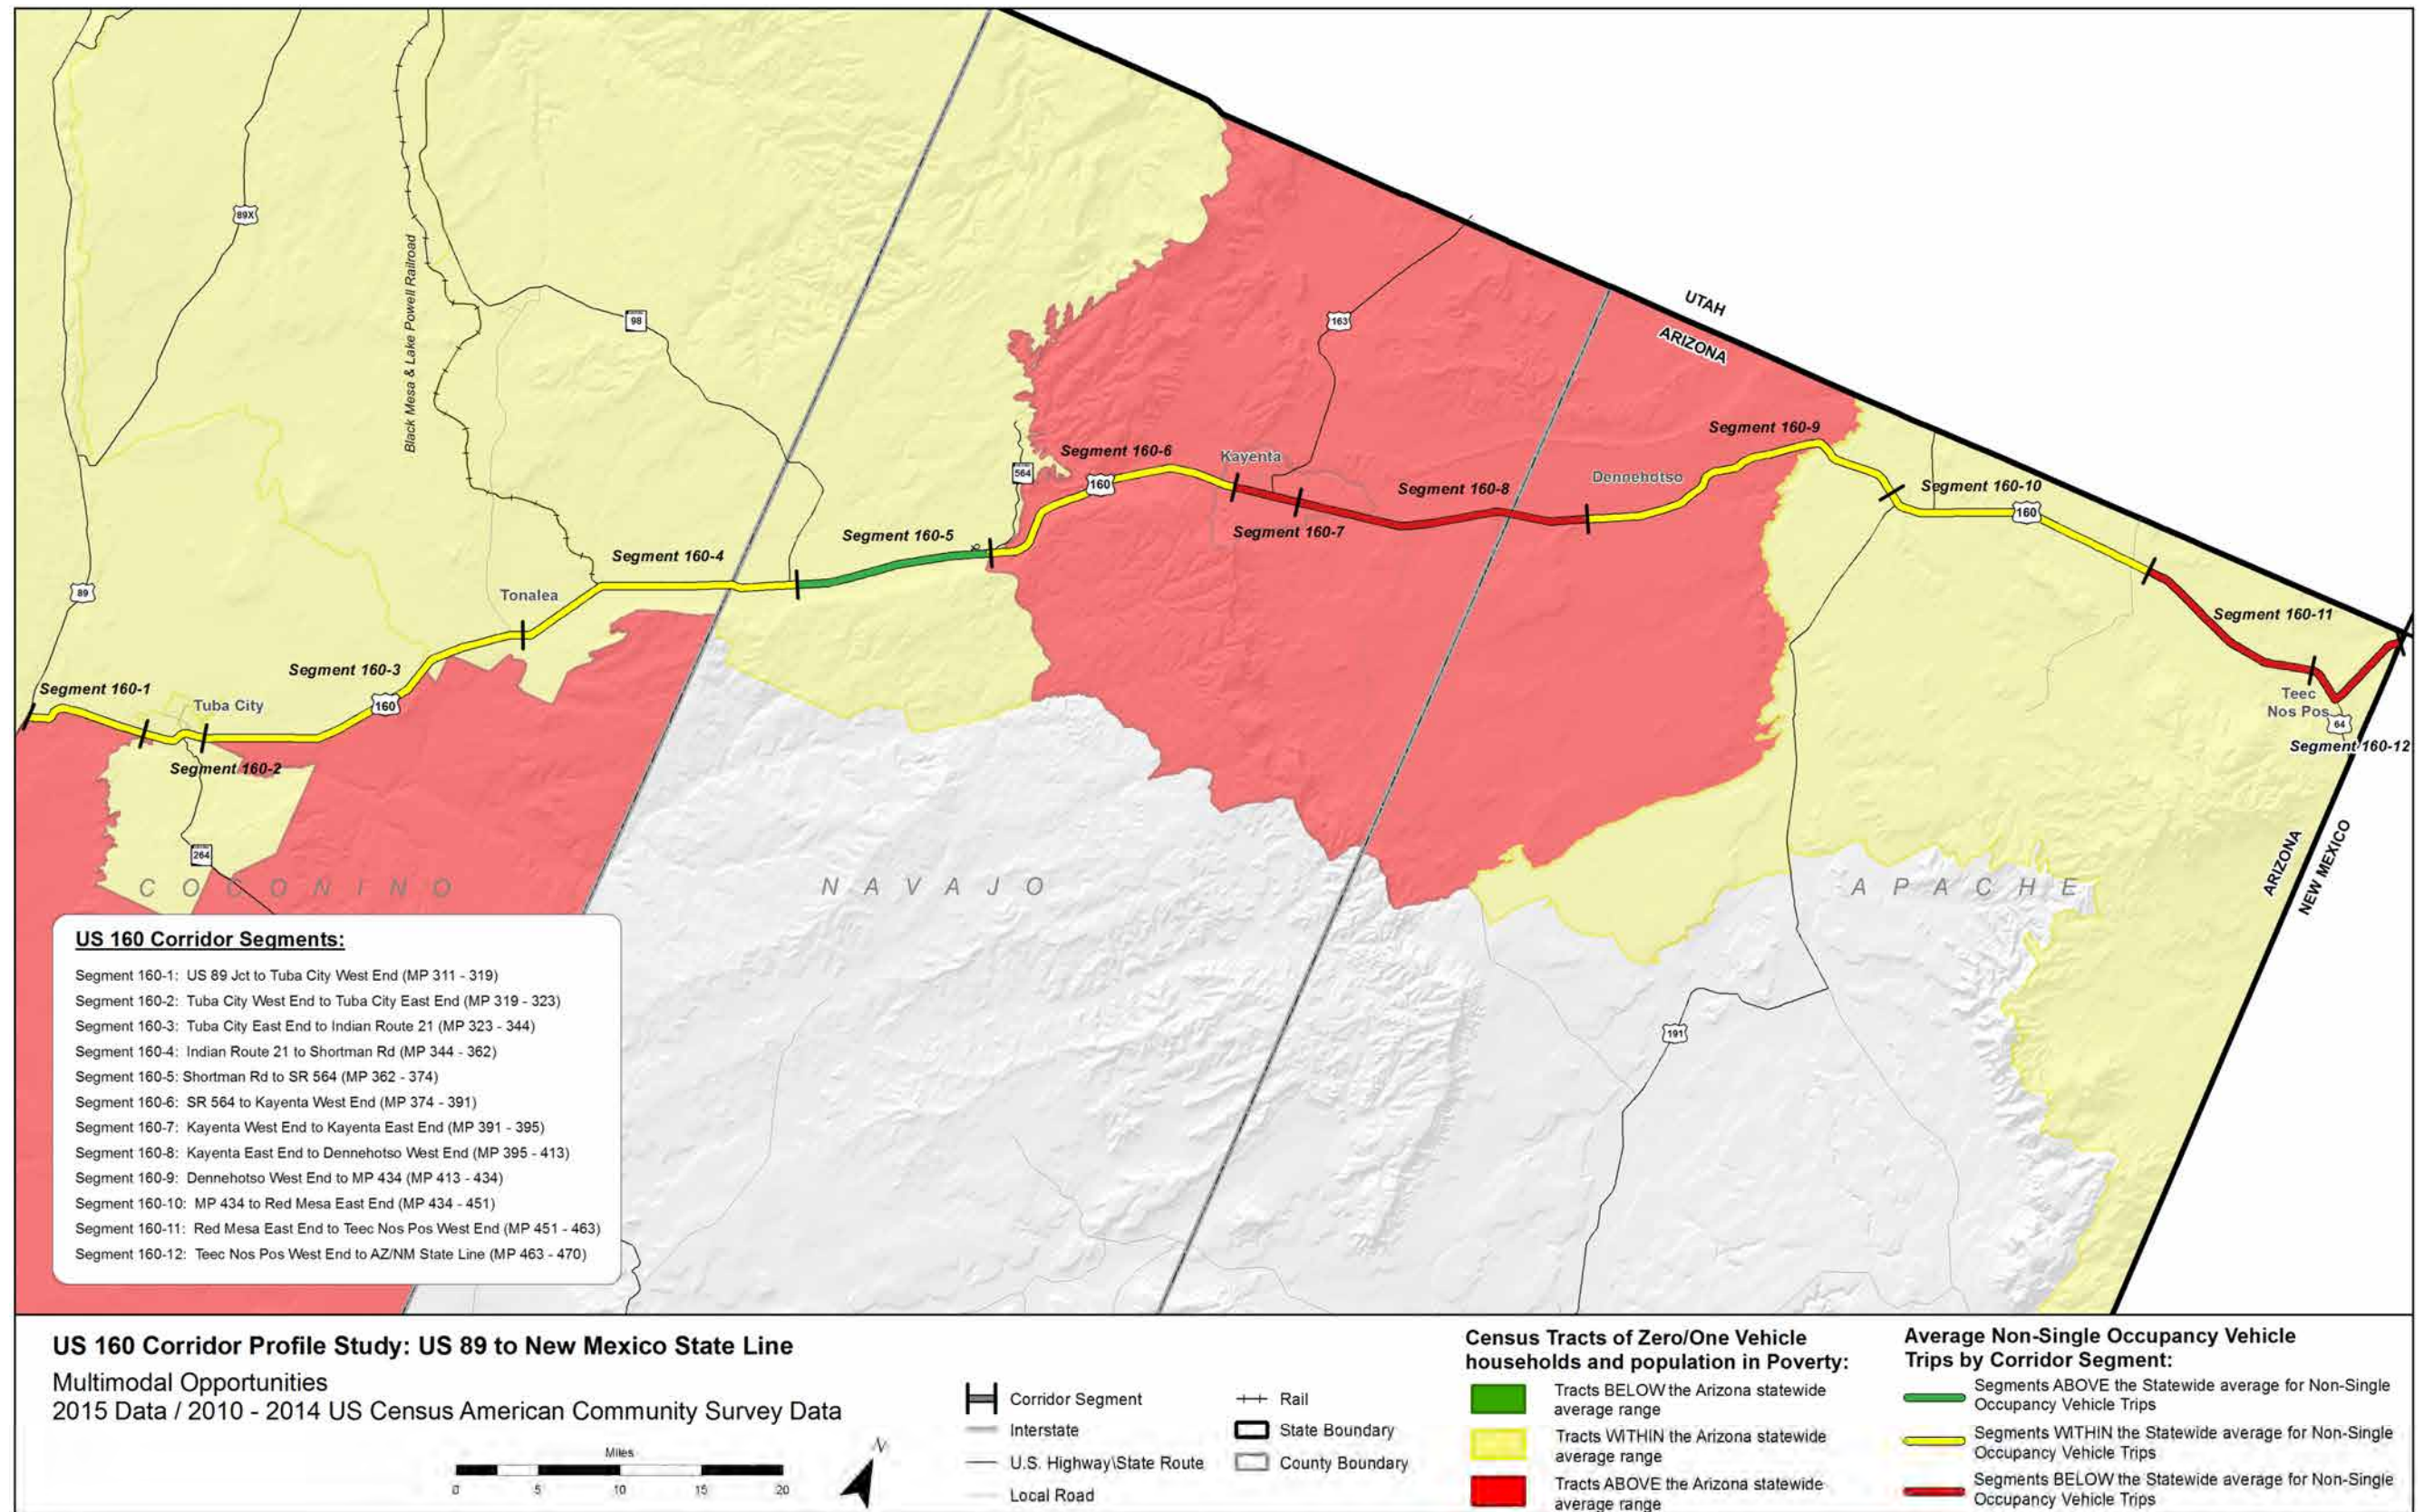 89X
Black Mesa & Lake Powell Railroad
98
163
UTAH
ARIZONA
Segment 160-9
Segment 160-6
Kayenta
564
160
Segment 160-8
Dennehotso
Segment 160-10
160
Segment 160-7
Segment 160-5
Segment 160-4
Tonalea
89
Segment 160-11
Segment 160-3
Segment 160-1
Tuba City
160
Teec
Nos Pos
64
Segment 160-12
Segment 160-2
264
COCONINO
NAVAJO
APACHE
ARIZONA
NEW MEXICO
191
US 160 Corridor Segments:
Segment 160-1: US 89 Jct to Tuba City West End (MP 311 - 319)
Segment 160-2: Tuba City West End to Tuba City East End (MP 319 - 323)
Segment 160-3: Tuba City East End to Indian Route 21 (MP 323 - 344)
Segment 160-4: Indian Route 21 to Shortman Rd (MP 344 - 362)
Segment 160-5: Shortman Rd to SR 564 (MP 362 - 374)
Segment 160-6: SR 564 to Kayenta West End (MP 374 - 391)
Segment 160-7: Kayenta West End to Kayenta East End (MP 391 - 395)
Segment 160-8: Kayenta East End to Dennehotso West End (MP 395 - 413)
Segment 160-9: Dennehotso West End to MP 434 (MP 413 - 434)
Segment 160-10: MP 434 to Red Mesa East End (MP 434 - 451)
Segment 160-11: Red Mesa East End to Teec Nos Pos West End (MP 451 - 463)
Segment 160-12: Teec Nos Pos West End to AZ/NM State Line (MP 463 - 470)
US 160 Corridor Profile Study: US 89 to New Mexico State Line
Multimodal Opportunities
2015 Data / 2010 - 2014 US Census American Community Survey Data
Miles
0 5 10 15 20
N
Corridor Segment
Interstate
U.S. Highway\State Route
Local Road
Rail
State Boundary
County Boundary
Census Tracts of Zero/One Vehicle
households and population in Poverty:
Tracts BELOW the Arizona statewide
average range
Tracts WITHIN the Arizona statewide
average range
Tracts ABOVE the Arizona statewide
average range
Average Non-Single Occupancy Vehicle
Trips by Corridor Segment:
Segments ABOVE the Statewide average for Non-Single
Occupancy Vehicle Trips
Segments WITHIN the Statewide average for Non-Single
Occupancy Vehicle Trips
Segments BELOW the Statewide average for Non-Single
Occupancy Vehicle Trips